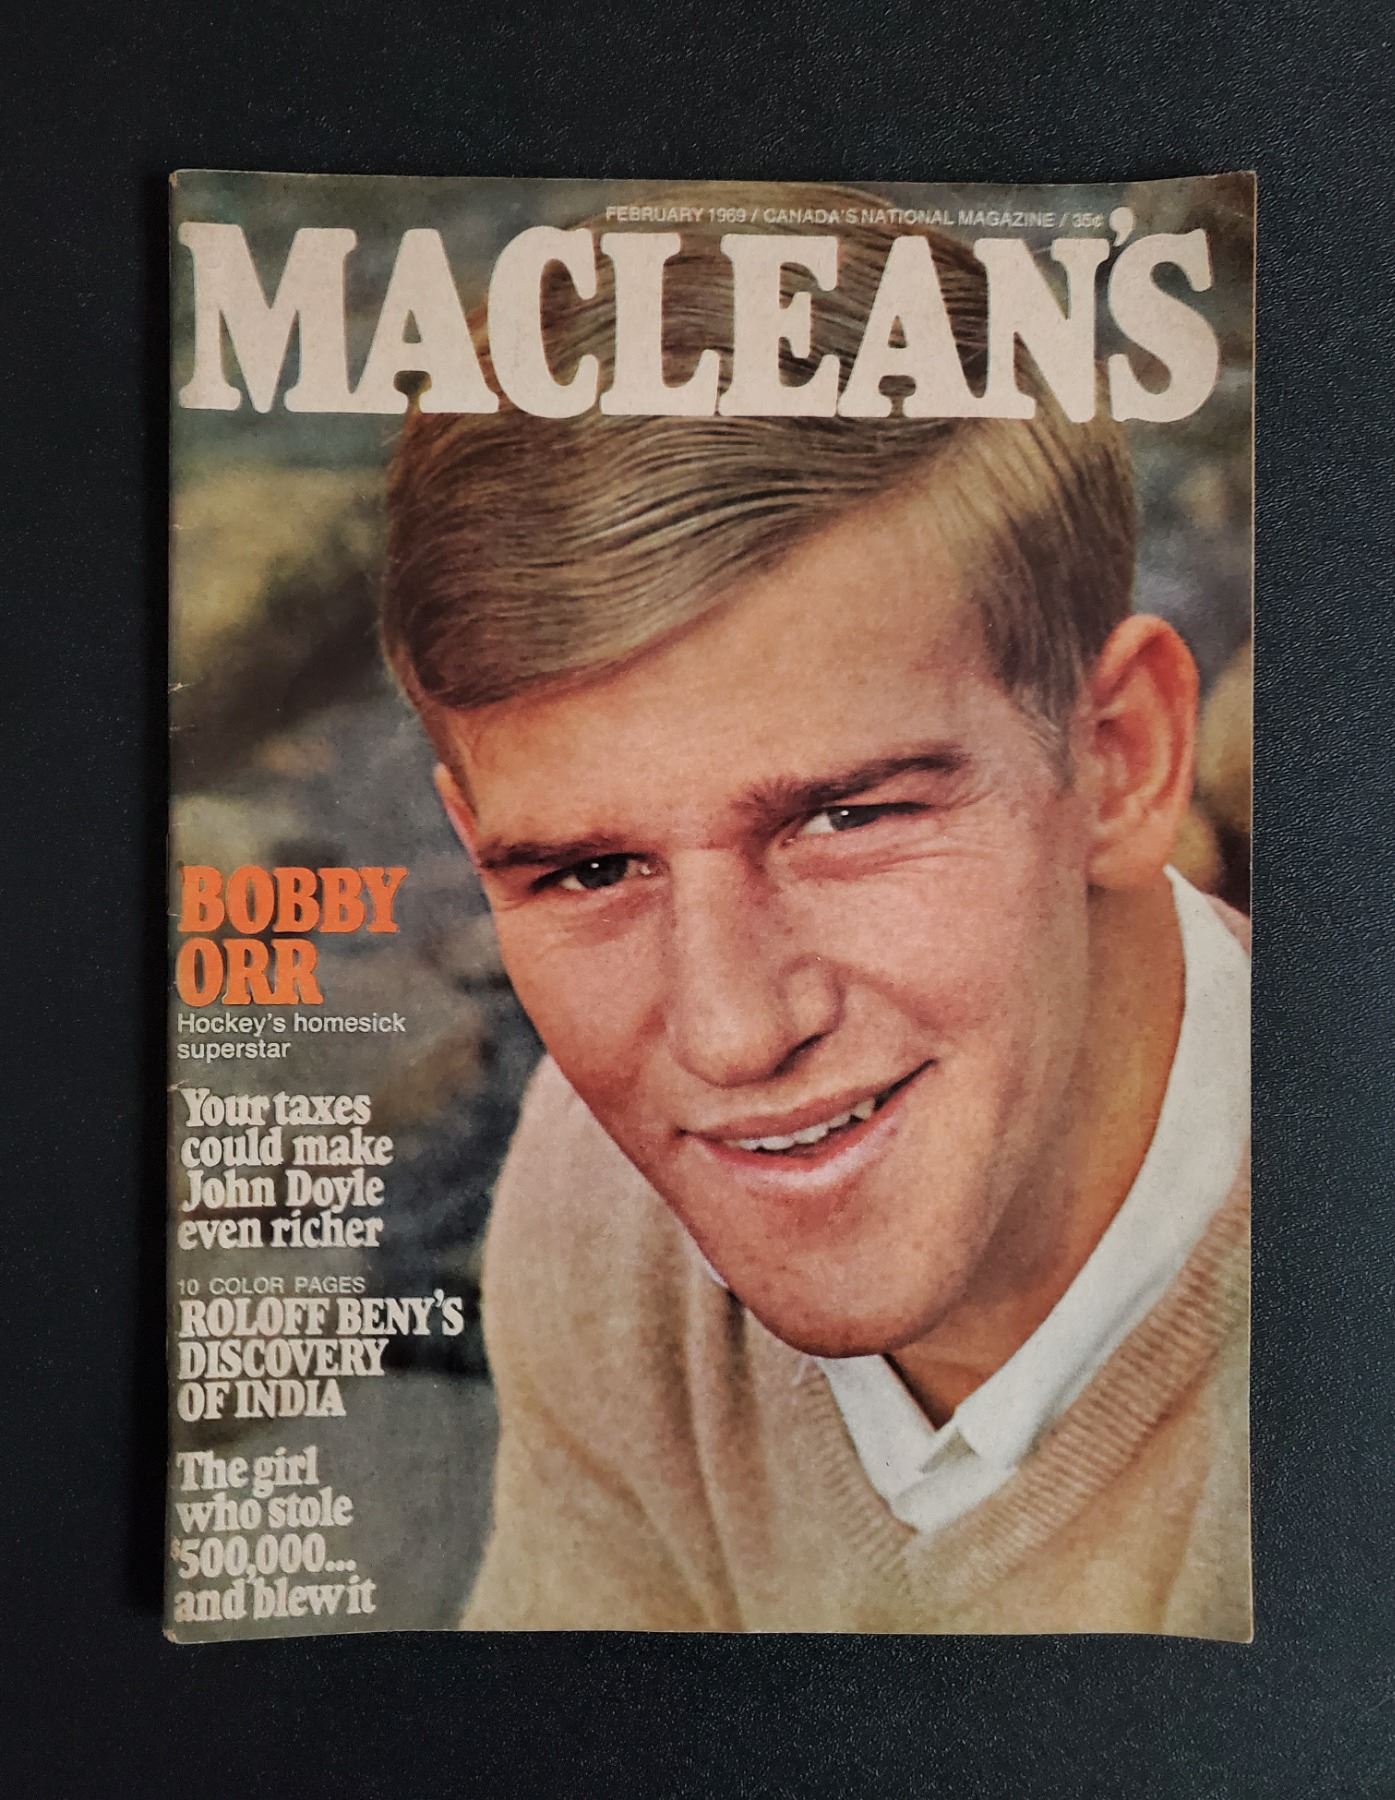 FEBRUARY 1969 / CANADA'S NATIONAL MAGAZINE / 35¢
MACLEAN'S
BOBBY
ORR
Hockey's homesick
superstar
Your taxes
could make
John Doyle
even richer
10 COLOR PAGES
ROLOFF BENY'S
DISCOVERY
OF INDIA
The girl
who stole
$500,000...
and blew it